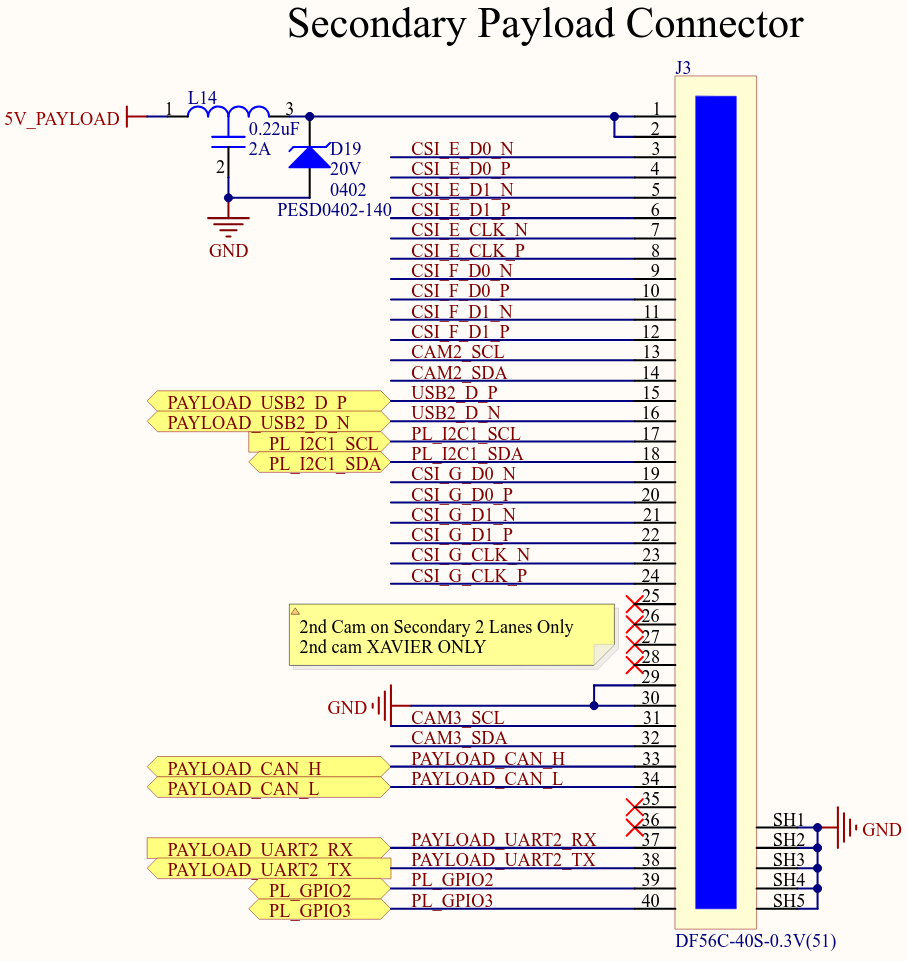 Secondary Payload Connector
J3
5V_PAYLOAD
1
L14
3
0.22uF
2A
2
D19
20V
0402
PESD0402-140
GND
1
2
CSI_E_D0_N 3
CSI_E_D0_P 4
CSI_E_D1_N 5
CSI_E_D1_P 6
CSI_E_CLK_N 7
CSI_E_CLK_P 8
CSI_F_D0_N 9
CSI_F_D0_P 10
CSI_F_D1_N 11
CSI_F_D1_P 12
CAM2_SCL 13
CAM2_SDA 14
PAYLOAD_USB2_D_P USB2_D_P 15
PAYLOAD_USB2_D_N USB2_D_N 16
PL_I2C1_SCL PL_I2C1_SCL 17
PL_I2C1_SDA PL_I2C1_SDA 18
CSI_G_D0_N 19
CSI_G_D0_P 20
CSI_G_D1_N 21
CSI_G_D1_P 22
CSI_G_CLK_N 23
CSI_G_CLK_P 24
25
26
27
28
2nd Cam on Secondary 2 Lanes Only
2nd cam XAVIER ONLY
29
GND 30
CAM3_SCL 31
CAM3_SDA 32
PAYLOAD_CAN_H PAYLOAD_CAN_H 33
PAYLOAD_CAN_L PAYLOAD_CAN_L 34
35
36
PAYLOAD_UART2_RX PAYLOAD_UART2_RX 37
PAYLOAD_UART2_TX PAYLOAD_UART2_TX 38
PL_GPIO2 PL_GPIO2 39
PL_GPIO3 PL_GPIO3 40
SH1
SH2
SH3
SH4
SH5
GND
DF56C-40S-0.3V(51)